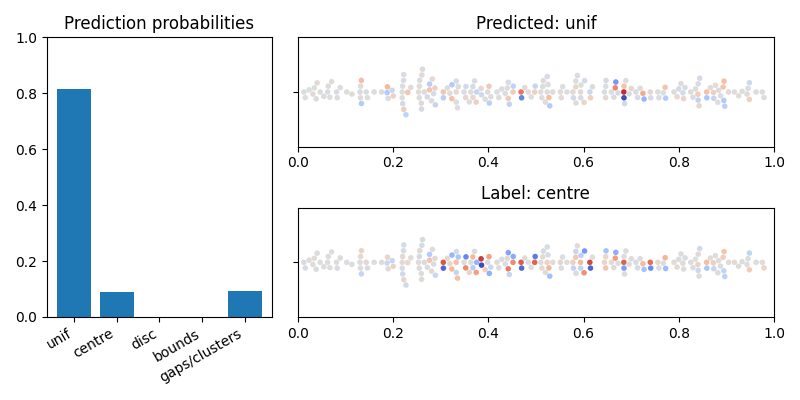 Prediction probabilities
1.0
0.8
0.6
0.4
0.2
0.0
unif
centre
disc
bounds
gaps/clusters
Predicted: unif
0.0 0.2 0.4 0.6 0.8 1.0
Label: centre
0.0 0.2 0.4 0.6 0.8 1.0